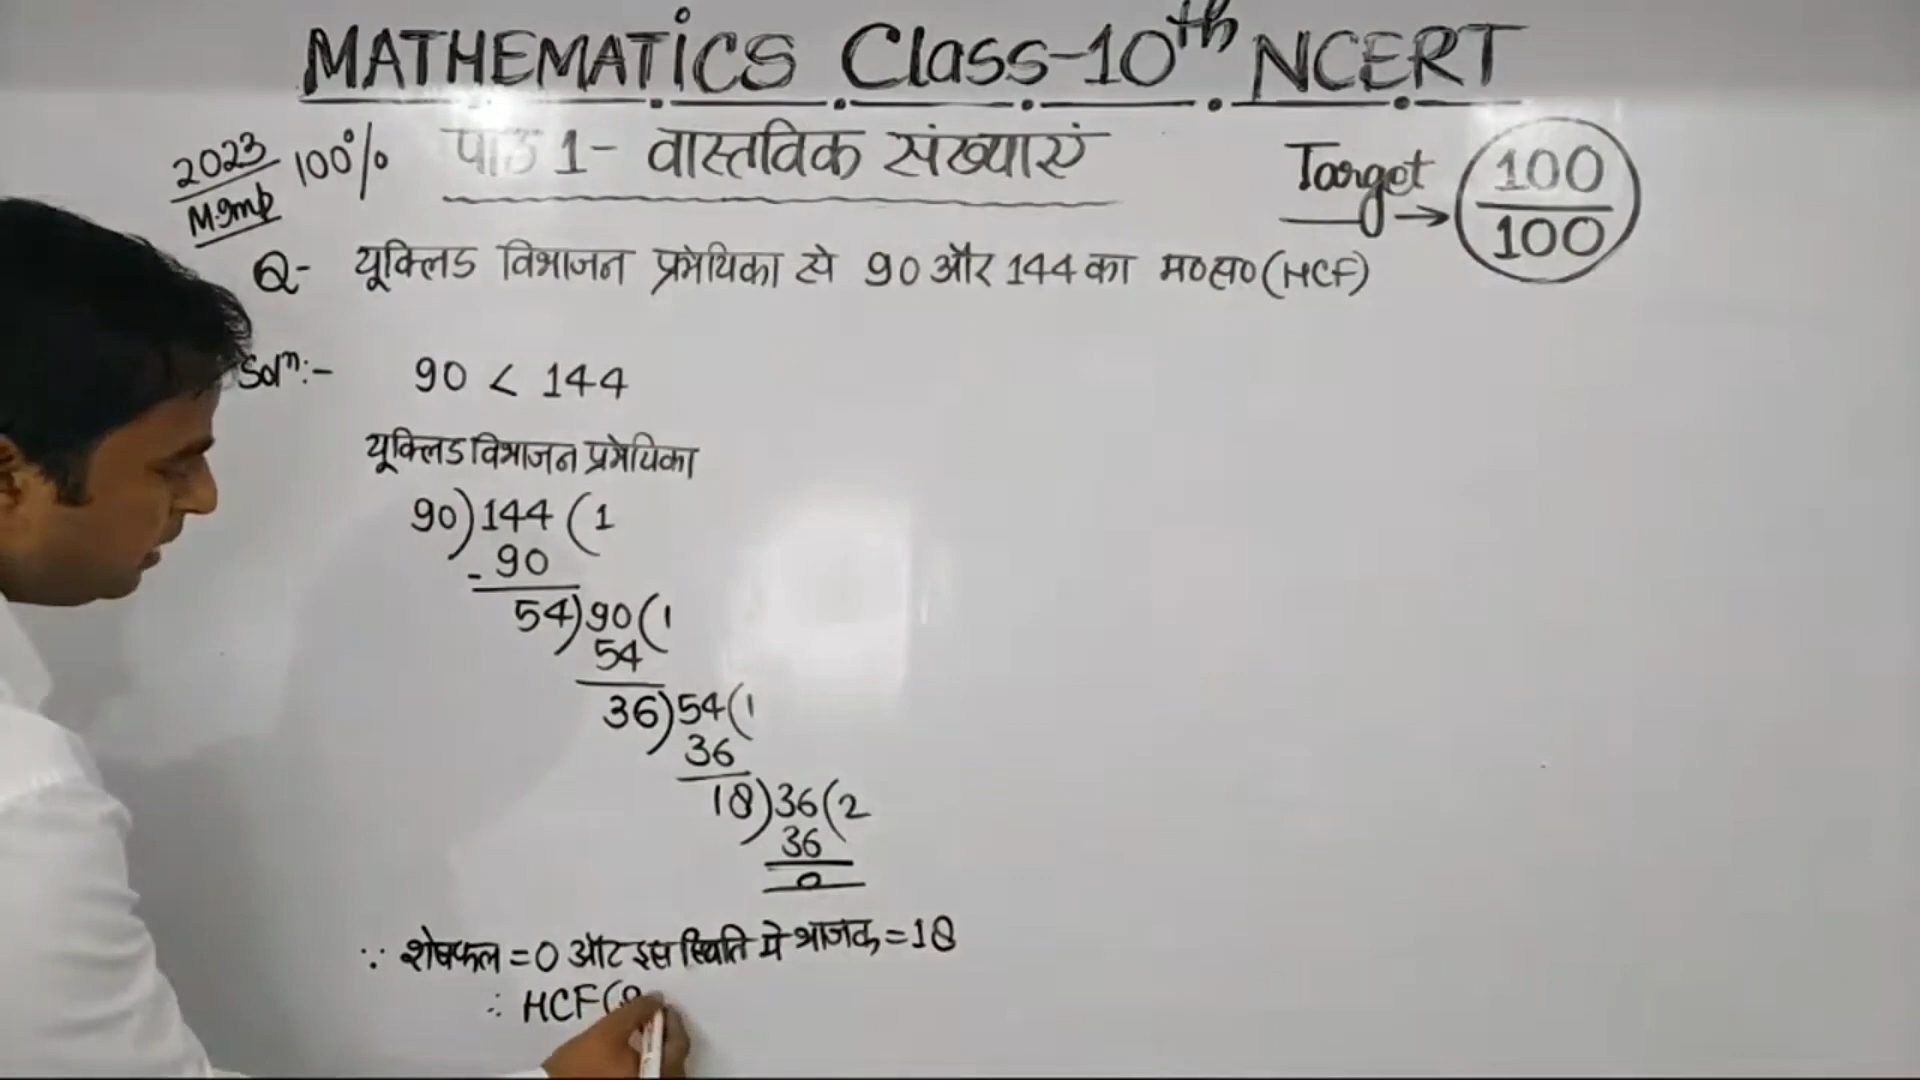 MATHEMATICS Class-10th NCERT
2023
M.Imp
100%
पाठ 1- वास्तविक संख्याएं
Target → 100/100
Q- यूक्लिड विभाजन प्रमेयिका से 90 और 144 का म०स० (HCF)
Solⁿ:- 90 < 144
यूक्लिड विभाजन प्रमेयिका
90)144(1
-90
54)90(1
54
36)54(1
36
18)36(2
36
0
∵ शेषफल = 0 और इस स्थिति मे भाजक = 18
∴ HCF(9